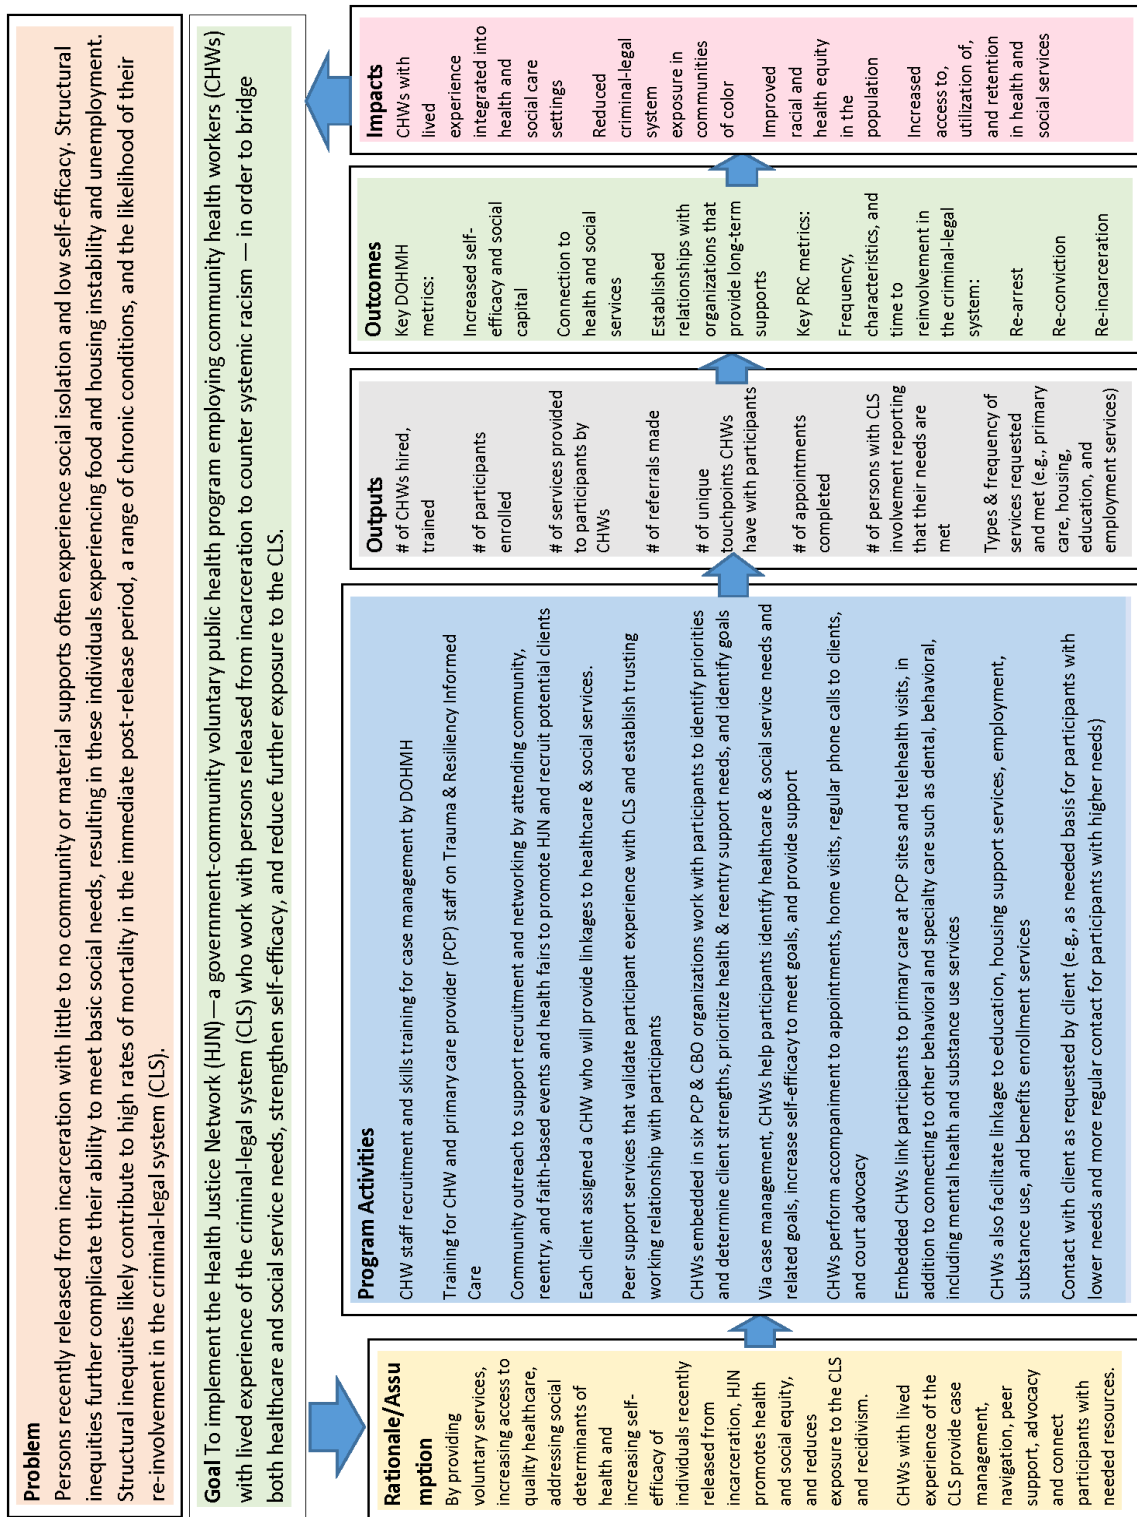 Problem
Persons recently released from incarceration with little to no community or material supports often experience social isolation and low self-efficacy. Structural
inequities further complicate their ability to meet basic social needs, resulting in these individuals experiencing food and housing instability and unemployment.
Structural inequities likely contribute to high rates of mortality in the immediate post-release period, a range of chronic conditions, and the likelihood of their
re-involvement in the criminal-legal system (CLS).
Goal To implement the Health Justice Network (HJN)—a government-community voluntary public health program employing community health workers (CHWs)
with lived experience of the criminal-legal system (CLS) who work with persons released from incarceration to counter systemic racism — in order to bridge
both healthcare and social service needs, strengthen self-efficacy, and reduce further exposure to the CLS.
Rationale/Assu
mption
By providing
voluntary services,
increasing access to
quality healthcare,
addressing social
determinants of
health and
increasing self-
efficacy of
individuals recently
released from
incarceration, HJN
promotes health
and social equity,
and reduces
exposure to the CLS
and recidivism.
CHWs with lived
experience of the
CLS provide case
management,
navigation, peer
support, advocacy
and connect
participants with
needed resources.
Program Activities
CHW staff recruitment and skills training for case management by DOHMH
Training for CHW and primary care provider (PCP) staff on Trauma & Resiliency Informed
Care
Community outreach to support recruitment and networking by attending community,
reentry, and faith-based events and health fairs to promote HJN and recruit potential clients
Each client assigned a CHW who will provide linkages to healthcare & social services.
Peer support services that validate participant experience with CLS and establish trusting
working relationship with participants
CHWs embedded in six PCP & CBO organizations work with participants to identify priorities
and determine client strengths, prioritize health & reentry support needs, and identify goals
Via case management, CHWs help participants identify healthcare & social service needs and
related goals, increase self-efficacy to meet goals, and provide support
CHWs perform accompaniment to appointments, home visits, regular phone calls to clients,
and court advocacy
Embedded CHWs link participants to primary care at PCP sites and telehealth visits, in
addition to connecting to other behavioral and specialty care such as dental, behavioral,
including mental health and substance use services
CHWs also facilitate linkage to education, housing support services, employment,
substance use, and benefits enrollment services
Contact with client as requested by client (e.g., as needed basis for participants with
lower needs and more regular contact for participants with higher needs)
Outputs
# of CHWs hired,
trained
# of participants
enrolled
# of services provided
to participants by
CHWs
# of referrals made
# of unique
touchpoints CHWs
have with participants
# of appointments
completed
# of persons with CLS
involvement reporting
that their needs are
met
Types & frequency of
services requested
and met (e.g., primary
care, housing,
education, and
employment services)
Outcomes
Key DOHMH
metrics:
Increased self-
efficacy and social
capital
Connection to
health and social
services
Established
relationships with
organizations that
provide long-term
supports
Key PRC metrics:
Frequency,
characteristics, and
time to
reinvolvement in
the criminal-legal
system:
Re-arrest
Re-conviction
Re-incarceration
Impacts
CHWs with
lived
experience
integrated into
health and
social care
settings
Reduced
criminal-legal
system
exposure in
communities
of color
Improved
racial and
health equity
in the
population
Increased
access to,
utilization of,
and retention
in health and
social services